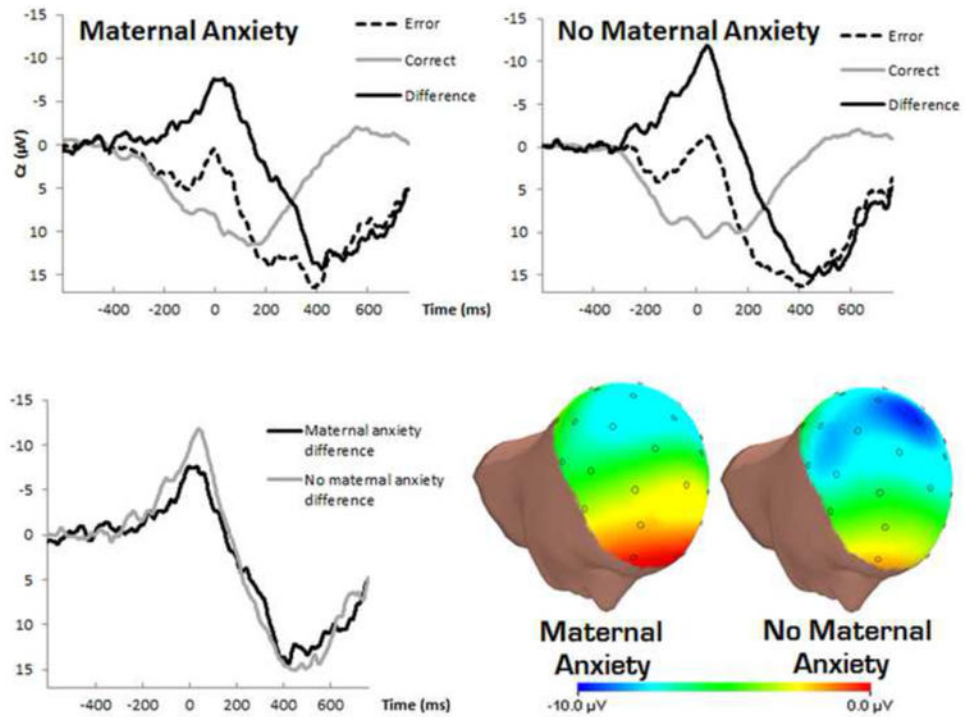 Maternal Anxiety
-15
-10
-5
0
5
10
15
Cz (µV)
Error
Correct
Difference
-400
-200
0
200
400
600
Time (ms)
No Maternal Anxiety
-15
-10
-5
0
5
10
15
Error
Correct
Difference
-400
-200
0
200
400
600
-15
-10
-5
0
5
10
15
Maternal anxiety
difference
No maternal anxiety
difference
-400
-200
0
200
400
600
Time (ms)
Maternal
Anxiety
No Maternal
Anxiety
-10.0 µV
0.0 µV